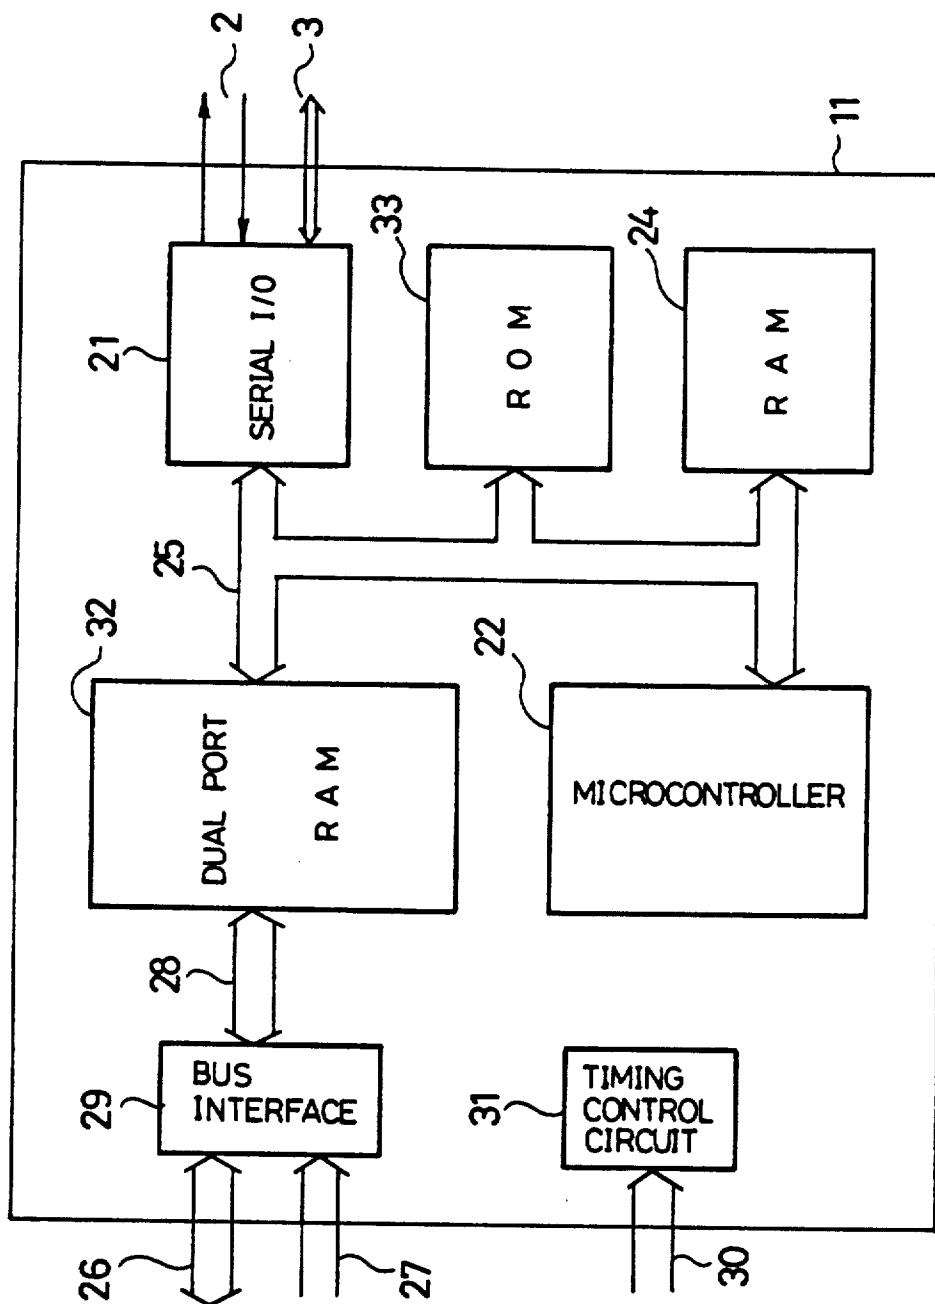 26
27
29
BUS
INTERFACE
28
32
DUAL PORT
RAM
25
21
SERIAL I/O
2
3
33
ROM
30
31
TIMING
CONTROL
CIRCUIT
22
MICROCONTROLLER
24
RAM
11